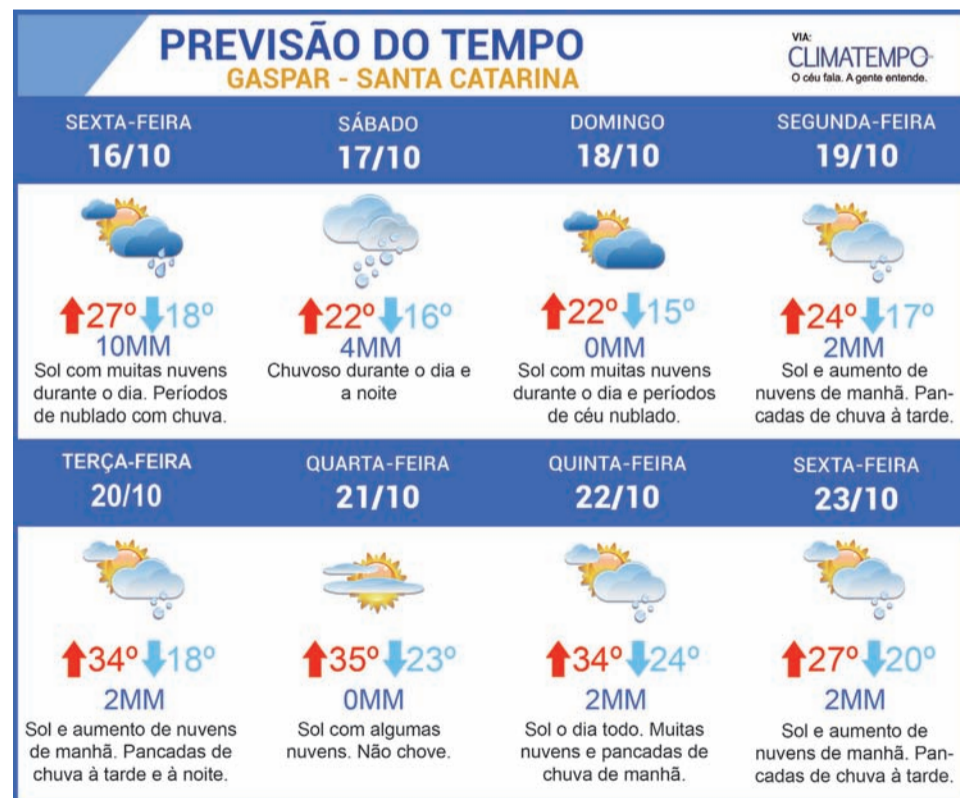 PREVISÃO DO TEMPO
GASPAR - SANTA CATARINA
VIA:
CLIMATEMPO
O céu fala. A gente entende.
SEXTA-FEIRA
16/10
27º 18º
10MM
Sol com muitas nuvens
durante o dia. Períodos
de nublado com chuva.
SÁBADO
17/10
22º 16º
4MM
Chuvoso durante o dia e
a noite
DOMINGO
18/10
22º 15º
0MM
Sol com muitas nuvens
durante o dia e períodos
de céu nublado.
SEGUNDA-FEIRA
19/10
24º 17º
2MM
Sol e aumento de
nuvens de manhã. Pan-
cadas de chuva à tarde.
TERÇA-FEIRA
20/10
34º 18º
2MM
Sol e aumento de nuvens
de manhã. Pancadas de
chuva à tarde e à noite.
QUARTA-FEIRA
21/10
35º 23º
0MM
Sol com algumas
nuvens. Não chove.
QUINTA-FEIRA
22/10
34º 24º
2MM
Sol o dia todo. Muitas
nuvens e pancadas de
chuva de manhã.
SEXTA-FEIRA
23/10
27º 20º
2MM
Sol e aumento de
nuvens de manhã. Pan-
cadas de chuva à tarde.